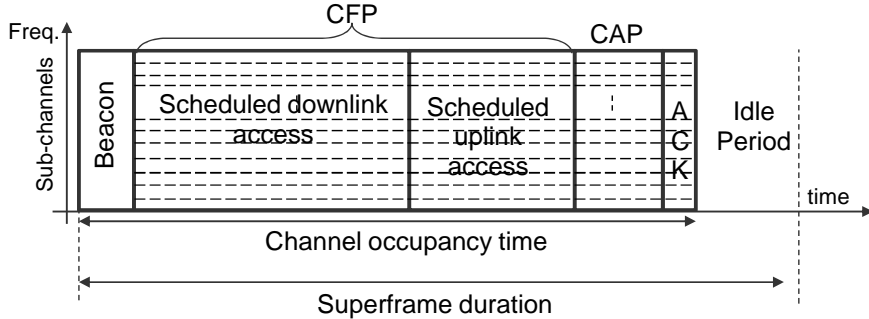 CFP
Freq.
CAP
Sub-channels
Beacon
Scheduled downlink
access
Scheduled
uplink
access
A
C
K
Idle
Period
time
Channel occupancy time
Superframe duration